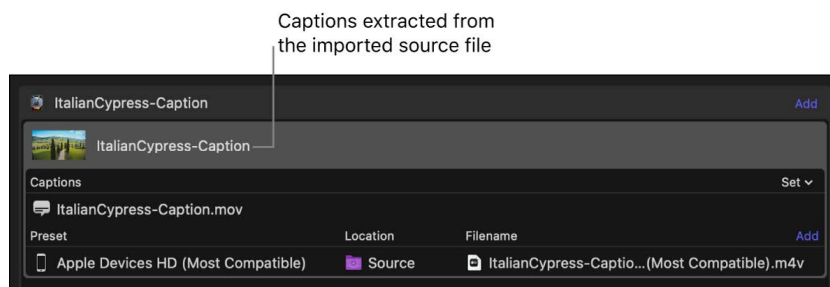 Captions extracted from
the imported source file
ItalianCypress-Caption Add
ItalianCypress-Caption
Captions Set
ItalianCypress-Caption.mov
Preset Location Filename Add
Apple Devices HD (Most Compatible) Source ItalianCypress-Captio...(Most Compatible).m4v